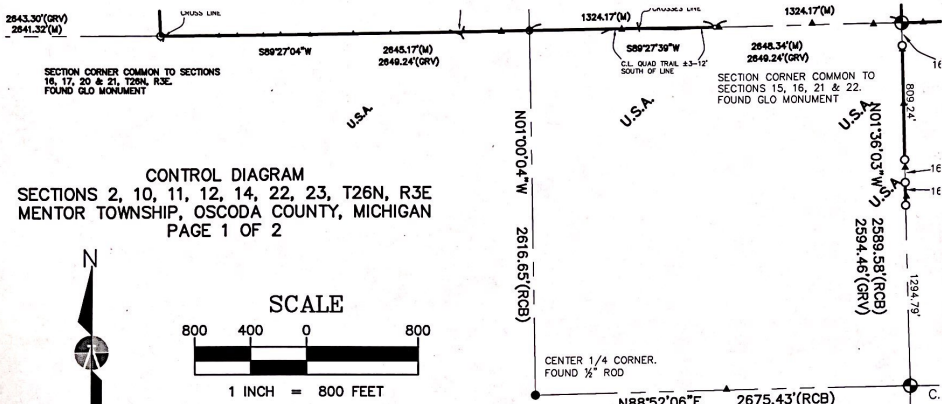 2643.30'(GRV)
2641.32'(M)
CROSS LINE
S89°27'04"W
2645.17'(M)
2649.24'(GRV)
1324.17'(M)
CROSSES LINE
1324.17'(M)
S89°27'39"W
2648.34'(M)
2649.24'(GRV)
C.L. QUAD TRAIL ±3-12'
SOUTH OF LINE
SECTION CORNER COMMON TO SECTIONS
16, 17, 20 & 21, T26N, R3E.
FOUND GLO MONUMENT
SECTION CORNER COMMON TO
SECTIONS 15, 16, 21 & 22.
FOUND GLO MONUMENT
U.S.A.
U.S.A.
U.S.A.
U.S.A
16
809.24'
N01°36'03"W
2589.58'(RCB)
2594.46'(GRV)
16
16
1294.79'
N01°00'04"W
2616.65'(RCB)
CONTROL DIAGRAM
SECTIONS 2, 10, 11, 12, 14, 22, 23, T26N, R3E
MENTOR TOWNSHIP, OSCODA COUNTY, MICHIGAN
PAGE 1 OF 2
N
SCALE
800 400 0 800
1 INCH = 800 FEET
CENTER 1/4 CORNER.
FOUND ½" ROD
N88°52'06"E
2675.43'(RCB)
C.